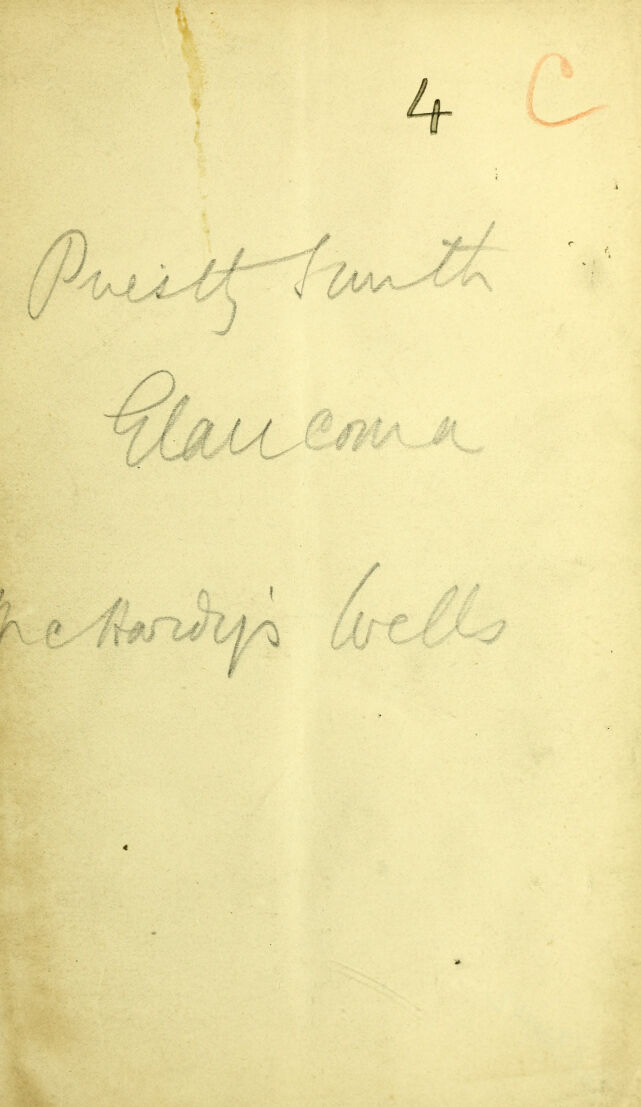 4 C
Priestly Smith
Glaucoma
McHardy's Wells